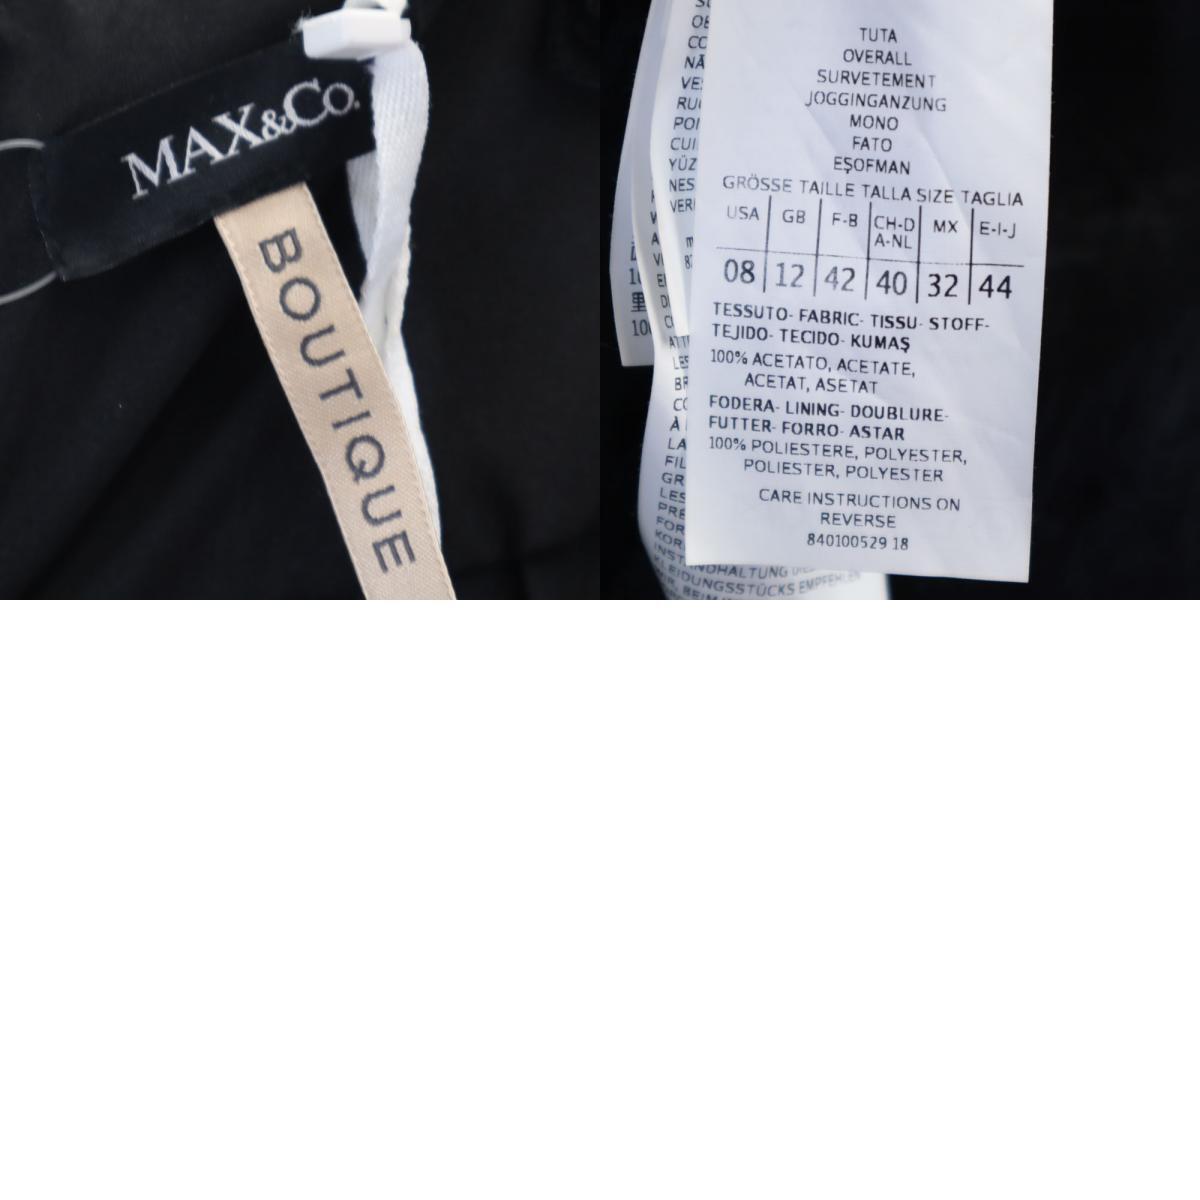 MAX&Co.
BOUTIQUE
TUTA
OVERALL
SURVETEMENT
JOGGINGANZUNG
MONO
FATO
EŞOFMAN
GRÖSSE TAILLE TALLA SIZE TAGLIA
USA GB F-B CH-D A-NL MX E-I-J
08 12 42 40 32 44
TESSUTO- FABRIC- TISSU- STOFF-
TEJIDO- TECIDO- KUMAŞ
100% ACETATO, ACETATE,
ACETAT, ASETAT
FODERA- LINING- DOUBLURE-
FUTTER- FORRO- ASTAR
100% POLIESTERE, POLYESTER,
POLIESTER, POLYESTER
CARE INSTRUCTIONS ON
REVERSE
840100529 18